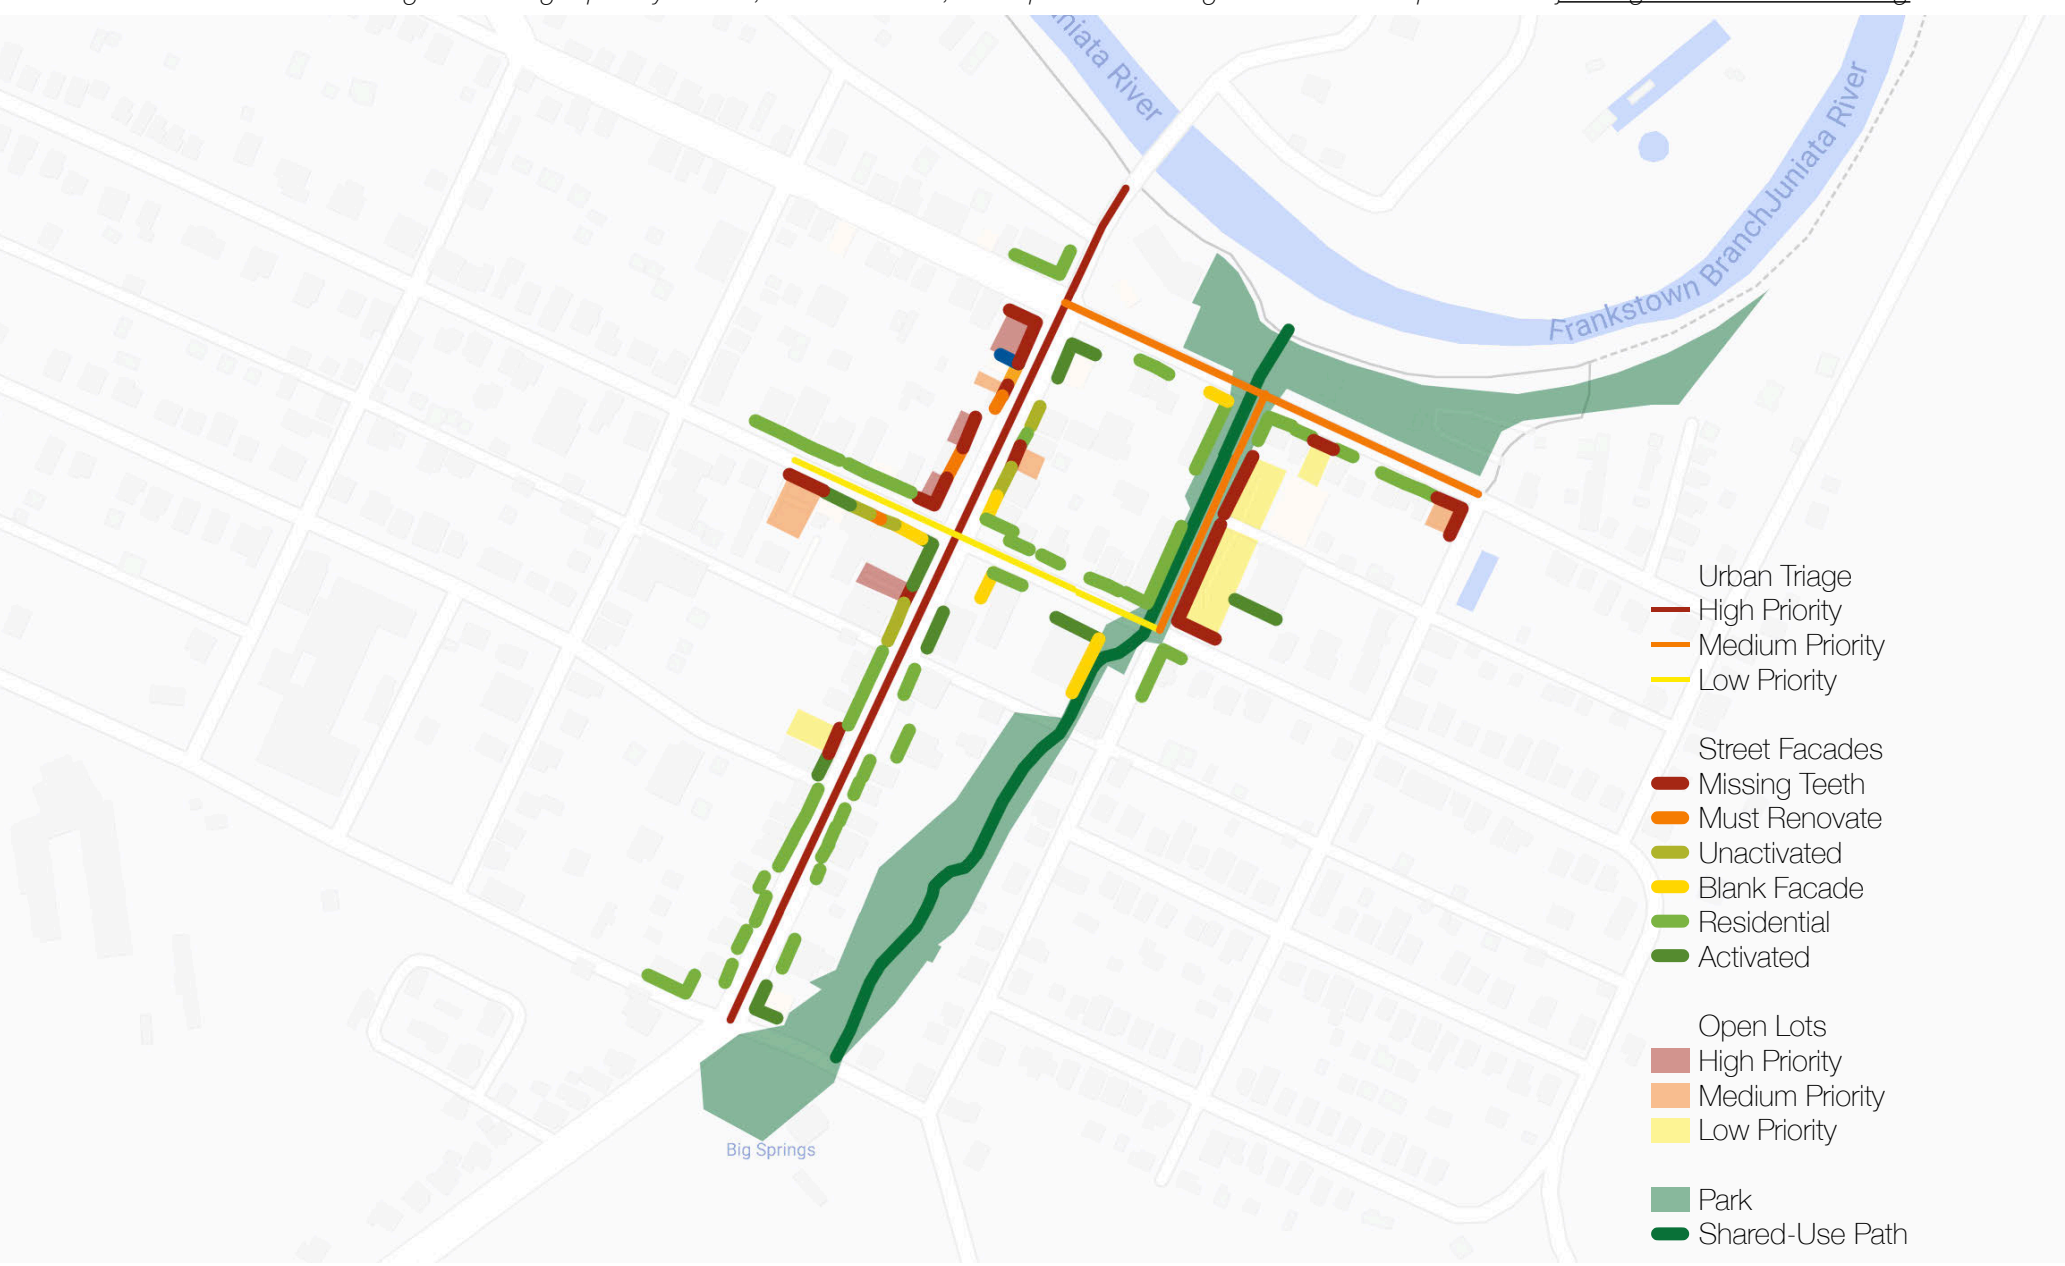 niata River
Frankstown Branch Juniata River
Urban Triage
High Priority
Medium Priority
Low Priority
Street Facades
Missing Teeth
Must Renovate
Unactivated
Blank Facade
Residential
Activated
Open Lots
High Priority
Medium Priority
Low Priority
Park
Shared-Use Path
Big Springs